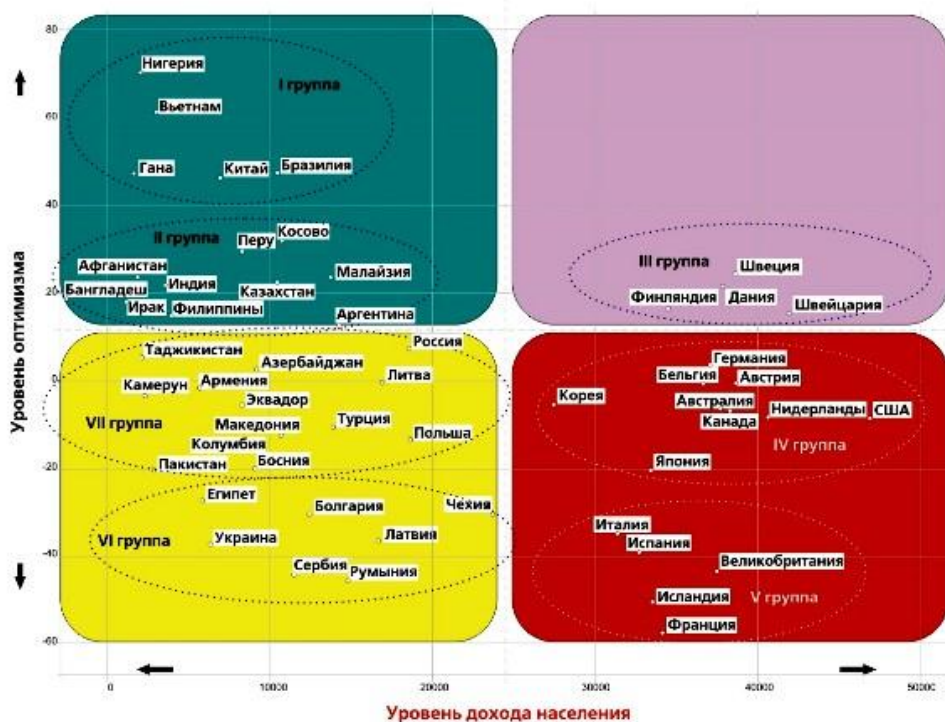 80
Нигерия
I группа
Вьетнам
60
Гана
Китай
Бразилия
40
II группа
Косово
Перу
III группа
Швеция
Афганистан
Малайзия
Бангладеш
Индия
Казахстан
20
Финляндия
Дания
Швейцария
Ирак
Филиппины
Аргентина
Уровень оптимизма
Россия
Таджикистан
Азербайджан
Германия
Армения
Литва
Бельгия
Австрия
0
Камерун
Эквадор
Корея
Австралия
Нидерланды
США
VII группа
Македония
Турция
Канада
Колумбия
Польша
IV группа
Пакистан
Босния
Япония
-20
Египет
Болгария
Чехия
Италия
VI группа
Украина
Латвия
Испания
-40
Великобритания
Сербия
Румыния
Исландия
V группа
Франция
-60
0
10000
20000
30000
40000
50000
Уровень дохода населения